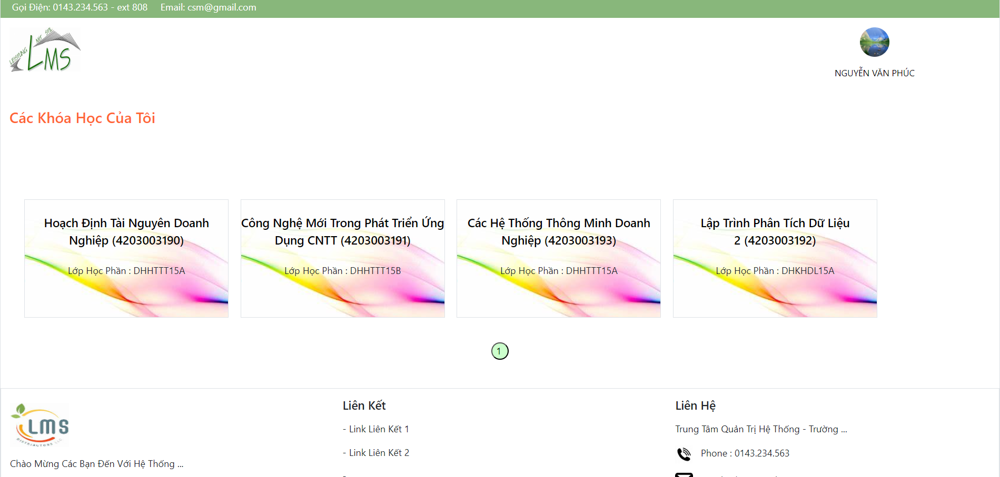 Gọi Điện: 0143.234.563 - ext 808 Email: csm@gmail.com
LEISTUNG MIT STIL
LMS
NGUYỄN VĂN PHÚC
Các Khóa Học Của Tôi
Hoạch Định Tài Nguyên Doanh
Nghiệp (4203003190)
Lớp Học Phần : DHHTTT15A
Công Nghệ Mới Trong Phát Triển Ứng
Dụng CNTT (4203003191)
Lớp Học Phần : DHHTTT15B
Các Hệ Thống Thông Minh Doanh
Nghiệp (4203003193)
Lớp Học Phần : DHHTTT15A
Lập Trình Phân Tích Dữ Liệu
2 (4203003192)
Lớp Học Phần : DHKHDL15A
1
LMS
DISTRIBUTORS LLC
Chào Mừng Các Bạn Đến Với Hệ Thống ...
Liên Kết
- Link Liên Kết 1
- Link Liên Kết 2
Liên Hệ
Trung Tâm Quản Trị Hệ Thống - Trường ...
Phone : 0143.234.563